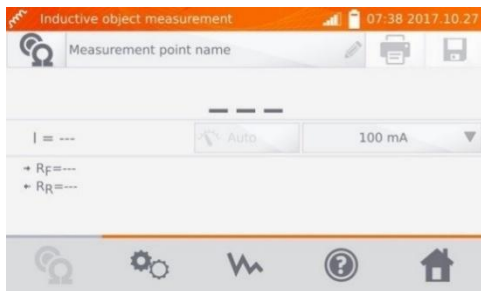 Inductive object measurement 07:38 2017.10.27
Measurement point name
---
I = --- Auto 100 mA
→ RF=---
← RR=---